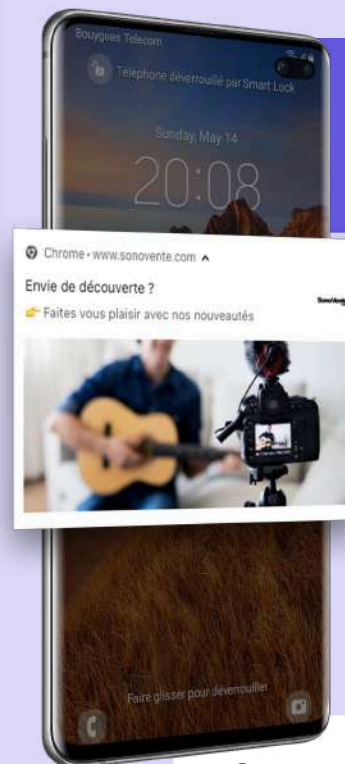 Bouygues Telecom
Téléphone déverrouillé par Smart Lock
Sunday, May 14
20:08
Chrome • www.sonovente.com
Envie de découverte ?
SonoVente
👉 Faites vous plaisir avec nos nouveautés
Faire glisser pour déverrouiller